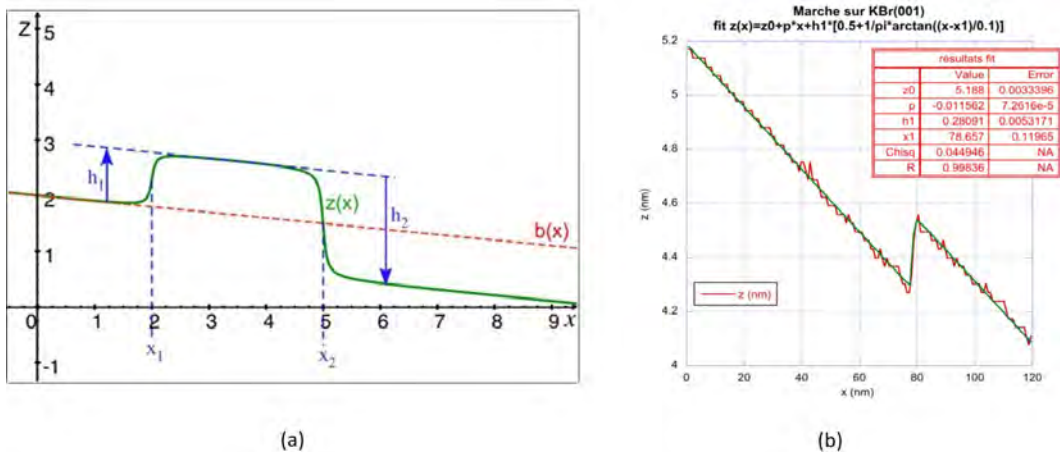 Z
5
4
3
2
1
0
-1
h₁
z(x)
h₂
b(x)
1 2 3 4 5 6 7 8 9 x
x₁
x₂
(a)
Marche sur KBr(001)
fit z(x)=z0+p*x+h1*[0.5+1/pi*arctan((x-x1)/0.1)]
résultats fit
Value Error
z0 5.188 0.0033396
p -0.011562 7.2616e-5
h1 0.28091 0.0053171
x1 78.657 0.11965
Chisq 0.044946 NA
R 0.99836 NA
5.2
5
4.8
4.6
4.4
4.2
4
z (nm)
z (nm)
0 20 40 60 80 100 120
x (nm)
(b)